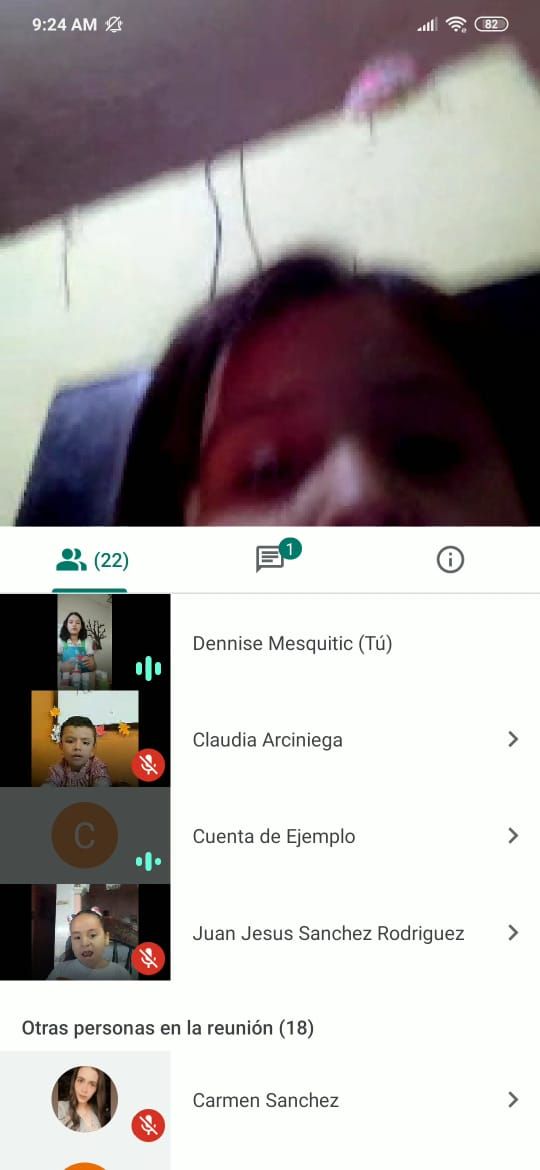 9:24 AM
82
(22)
1
Dennise Mesquitic (Tú)
Claudia Arciniega
C
Cuenta de Ejemplo
Juan Jesus Sanchez Rodriguez
Otras personas en la reunión (18)
Carmen Sanchez